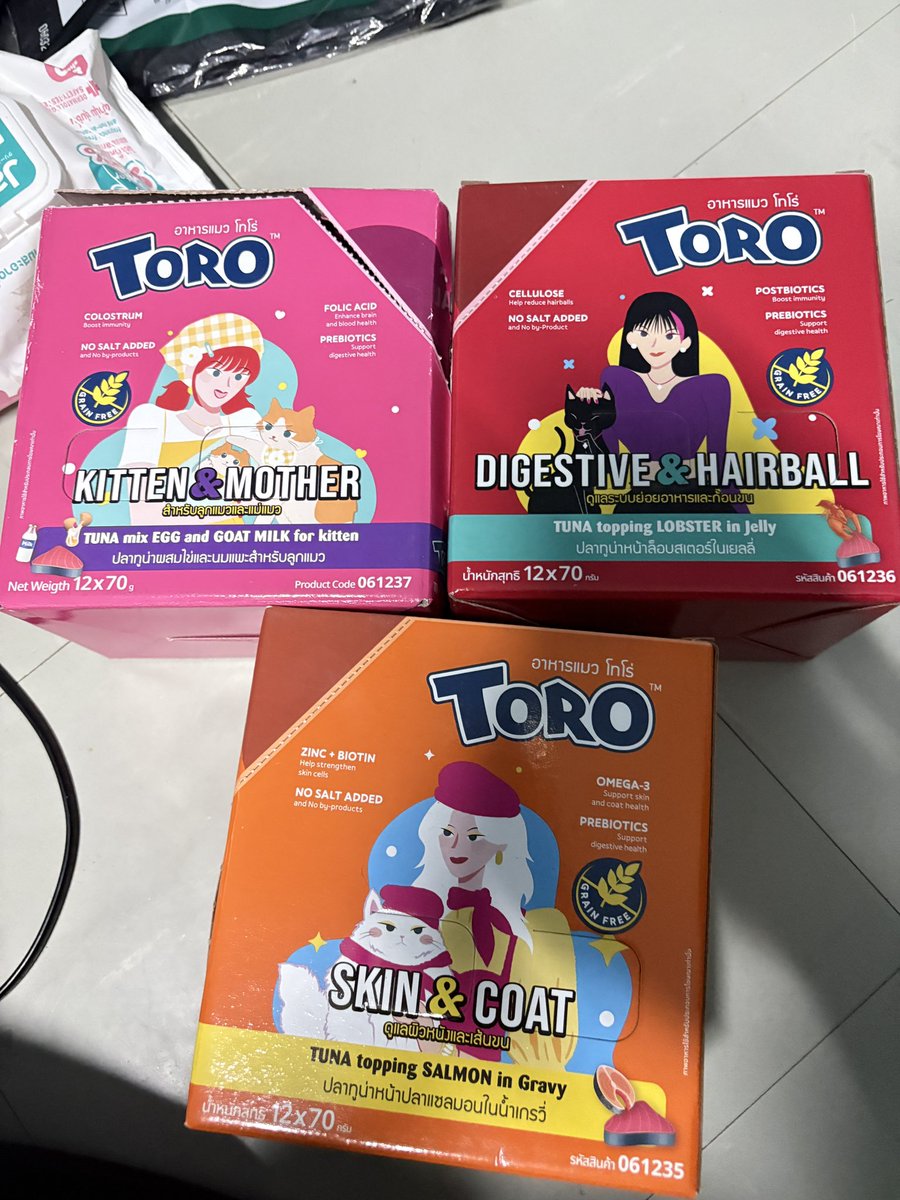 อาหารแมว โทโร่
TORO™
COLOSTRUM
Boost immunity
NO SALT ADDED
and No by-products
FOLIC ACID
Enhance brain
and blood health
PREBIOTICS
Support
digestive health
GRAIN FREE
KITTEN & MOTHER
สำหรับลูกแมวและแม่แมว
TUNA mix EGG and GOAT MILK for kitten
ปลาทูน่าผสมไข่และนมแพะสำหรับลูกแมว
Net Weigth 12x70 g
Product Code 061237
อาหารแมว โทโร่
TORO™
CELLULOSE
Help reduce hairballs
NO SALT ADDED
and No by-Product
POSTBIOTICS
Boost immunity
PREBIOTICS
Support
digestive health
GRAIN FREE
DIGESTIVE & HAIRBALL
ดูแลระบบย่อยอาหารและก้อนขน
TUNA topping LOBSTER in Jelly
ปลาทูน่าหน้าล็อบสเตอร์ในเยลลี่
น้ำหนักสุทธิ 12x70 กรัม
รหัสสินค้า 061236
อาหารแมว โทโร่
TORO™
ZINC + BIOTIN
Help strengthen
skin cells
NO SALT ADDED
and No by-products
OMEGA-3
Support skin
and coat health
PREBIOTICS
Support
digestive health
GRAIN FREE
SKIN & COAT
ดูแลผิวหนังและเส้นขน
TUNA topping SALMON in Gravy
ปลาทูน่าหน้าปลาแซลมอนในน้ำเกรวี่
น้ำหนักสุทธิ 12x70 กรัม
รหัสสินค้า 061235